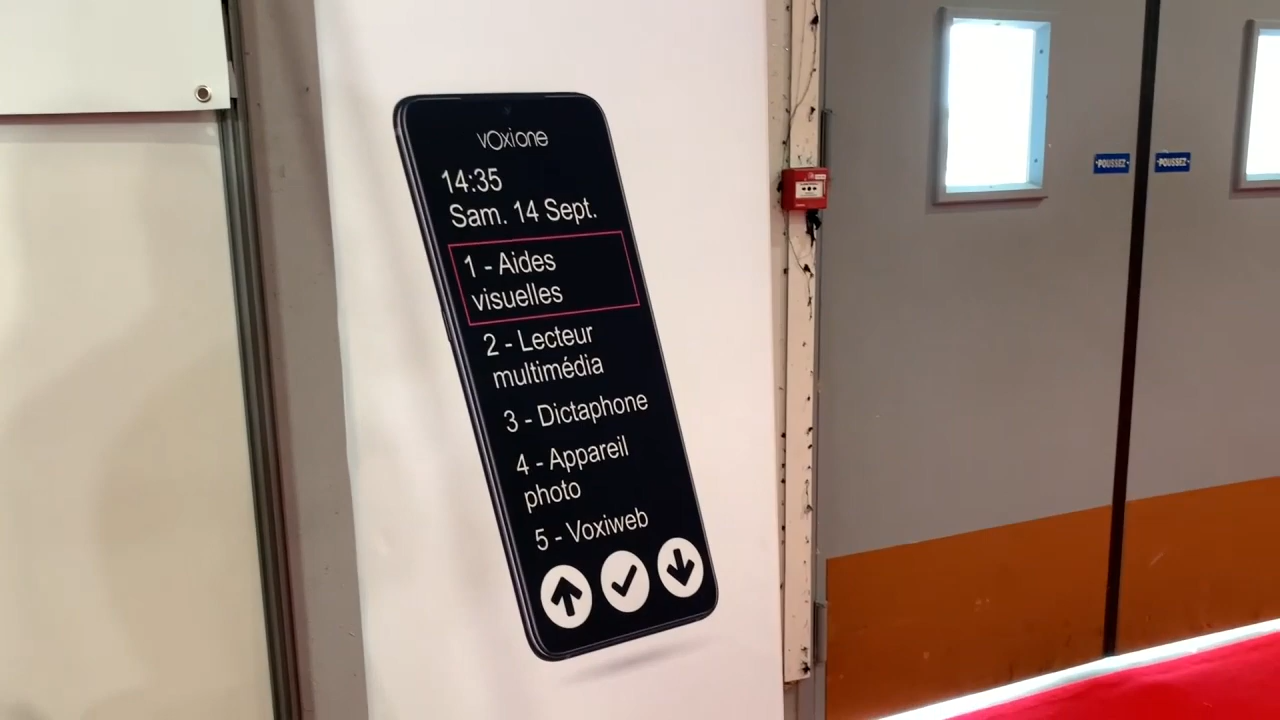 vOxione
14:35
Sam. 14 Sept.
1 - Aides
visuelles
2 - Lecteur
multimédia
3 - Dictaphone
4 - Appareil
photo
5 - Voxiweb
POUSSEZ
POUSSEZ